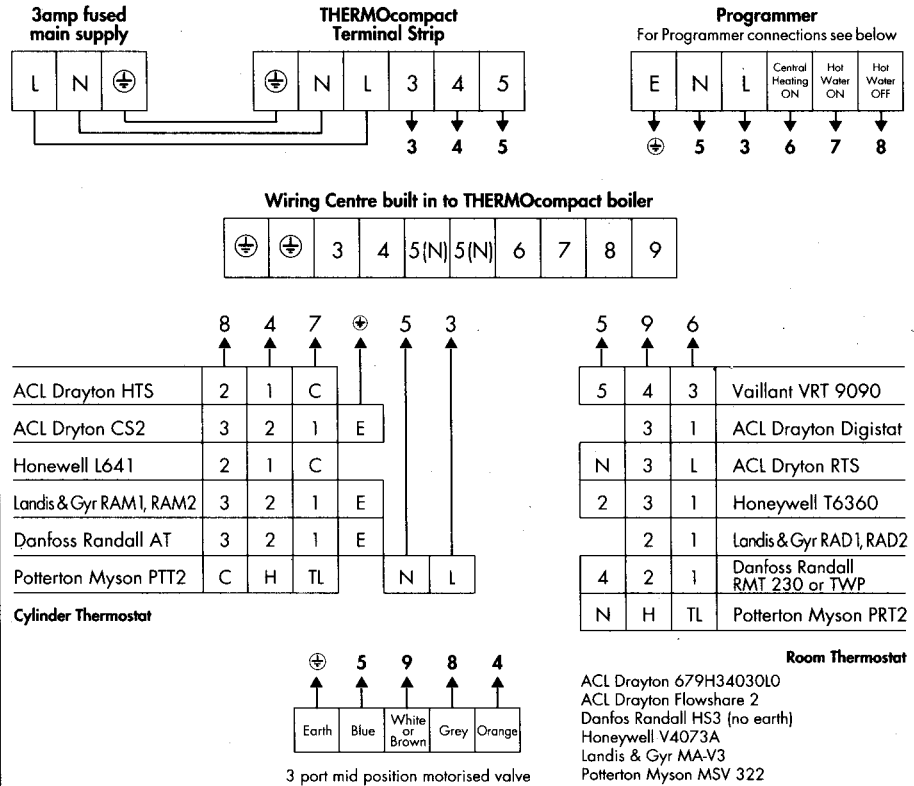 3amp fused
main supply
L N ⏚
THERMOcompact
Terminal Strip
⏚ N L 3 4 5
3 4 5
Programmer
For Programmer connections see below
E N L Central Heating ON Hot Water ON Hot Water OFF
⏚ 5 3 6 7 8
Wiring Centre built in to THERMOcompact boiler
⏚ ⏚ 3 4 5(N) 5(N) 6 7 8 9
8 4 7 ⏚ 5 3
ACL Drayton HTS 2 1 C
ACL Dryton CS2 3 2 1 E
Honewell L641 2 1 C
Landis & Gyr RAM1, RAM2 3 2 1 E
Danfoss Randall AT 3 2 1 E
Potterton Myson PTT2 C H TL N L
Cylinder Thermostat
5 9 6
5 4 3 Vaillant VRT 9090
3 1 ACL Drayton Digistat
N 3 L ACL Dryton RTS
2 3 1 Honeywell T6360
2 1 Landis & Gyr RAD1, RAD2
4 2 1 Danfoss Randall
RMT 230 or TWP
N H TL Potterton Myson PRT2
Room Thermostat
⏚ 5 9 8 4
Earth Blue White or Brown Grey Orange
3 port mid position motorised valve
ACL Drayton 679H34030L0
ACL Drayton Flowshare 2
Danfos Randall HS3 (no earth)
Honeywell V4073A
Landis & Gyr MA-V3
Potterton Myson MSV 322